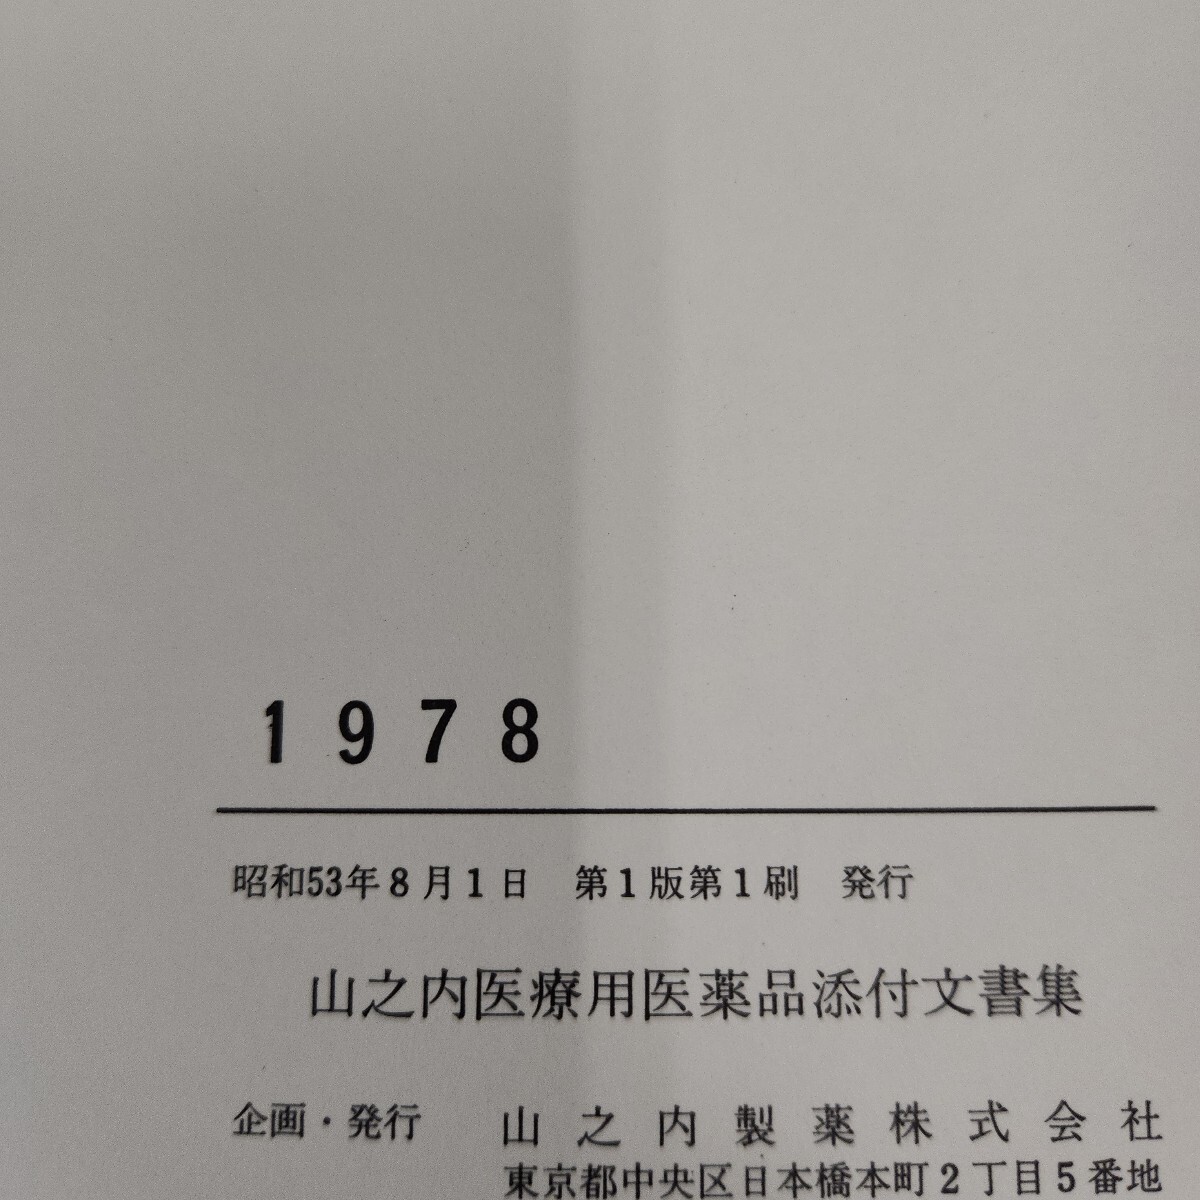 1978
昭和53年8月1日　第1版第1刷　発行
山之内医療用医薬品添付文書集
企画・発行　山之内製薬株式会社
東京都中央区日本橋本町2丁目5番地